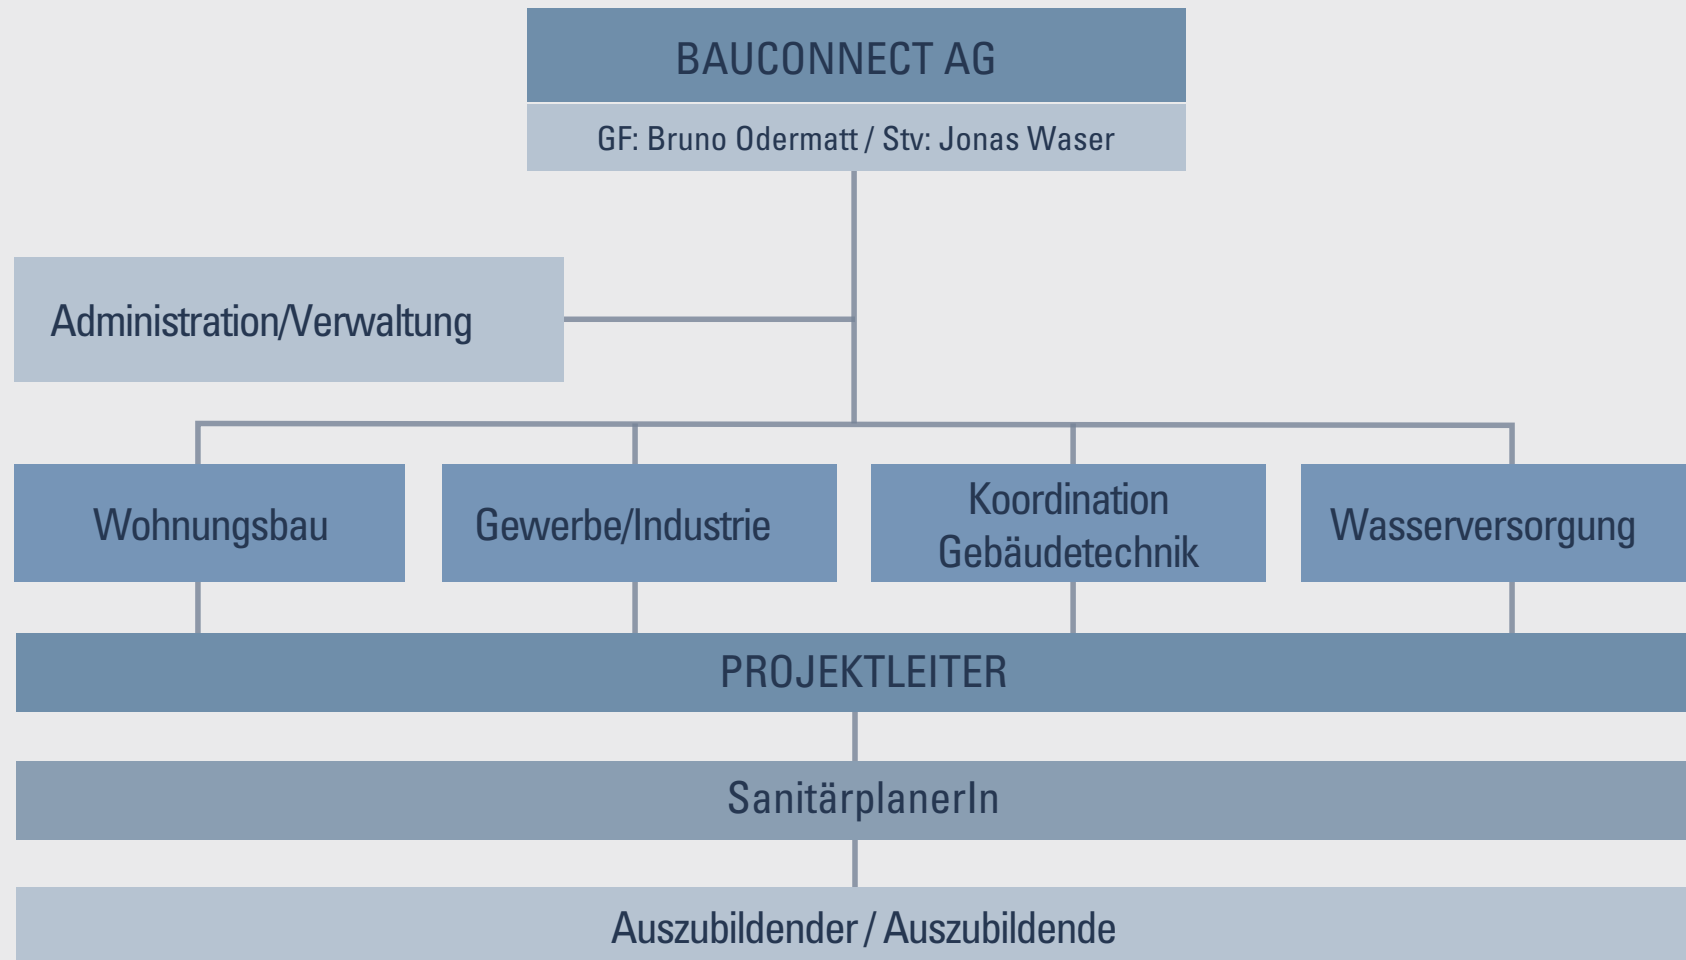 BAUCONNECT AG
GF: Bruno Odermatt / Stv: Jonas Waser
Administration/Verwaltung
Wohnungsbau
Gewerbe/Industrie
Koordination
Gebäudetechnik
Wasserversorgung
PROJEKTLEITER
SanitärplanerIn
Auszubildender / Auszubildende